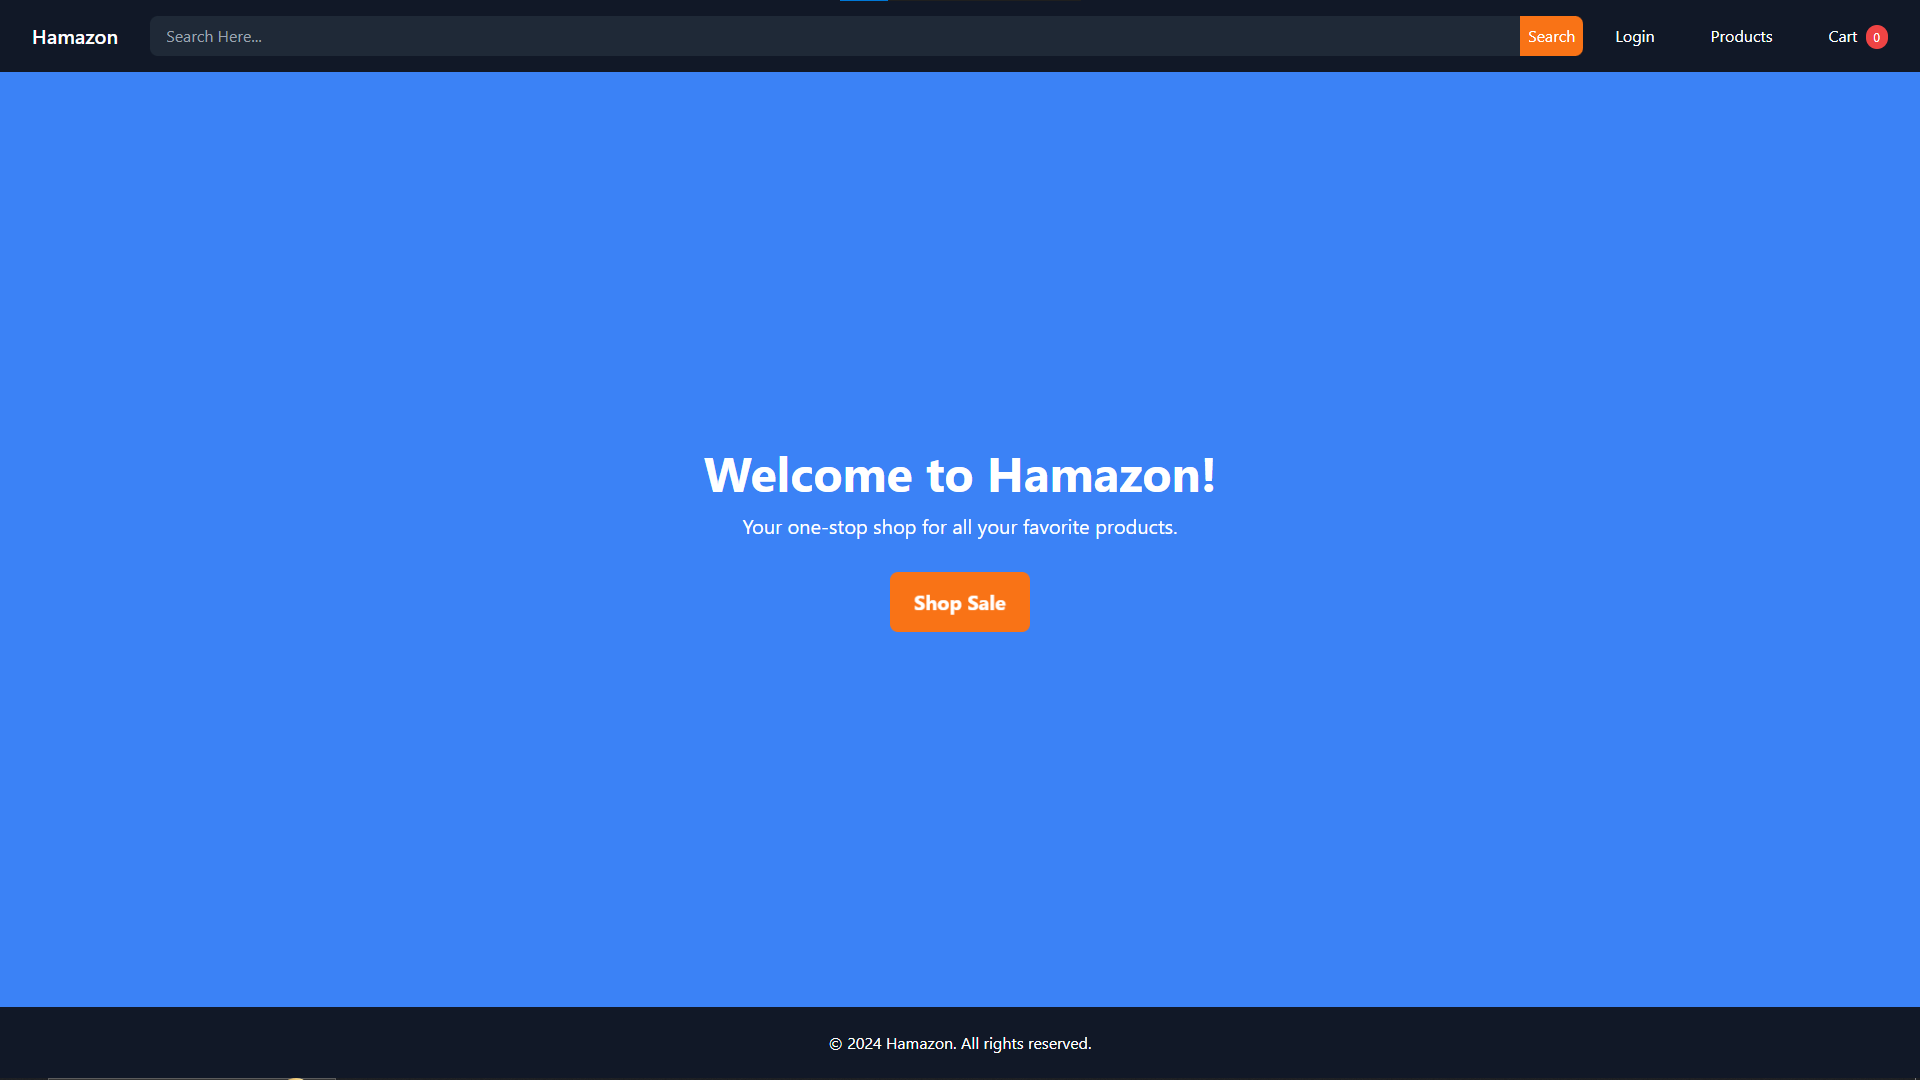 Hamazon Search Here... Search Login Products Cart 0
Welcome to Hamazon!
Your one-stop shop for all your favorite products.
Shop Sale
© 2024 Hamazon. All rights reserved.